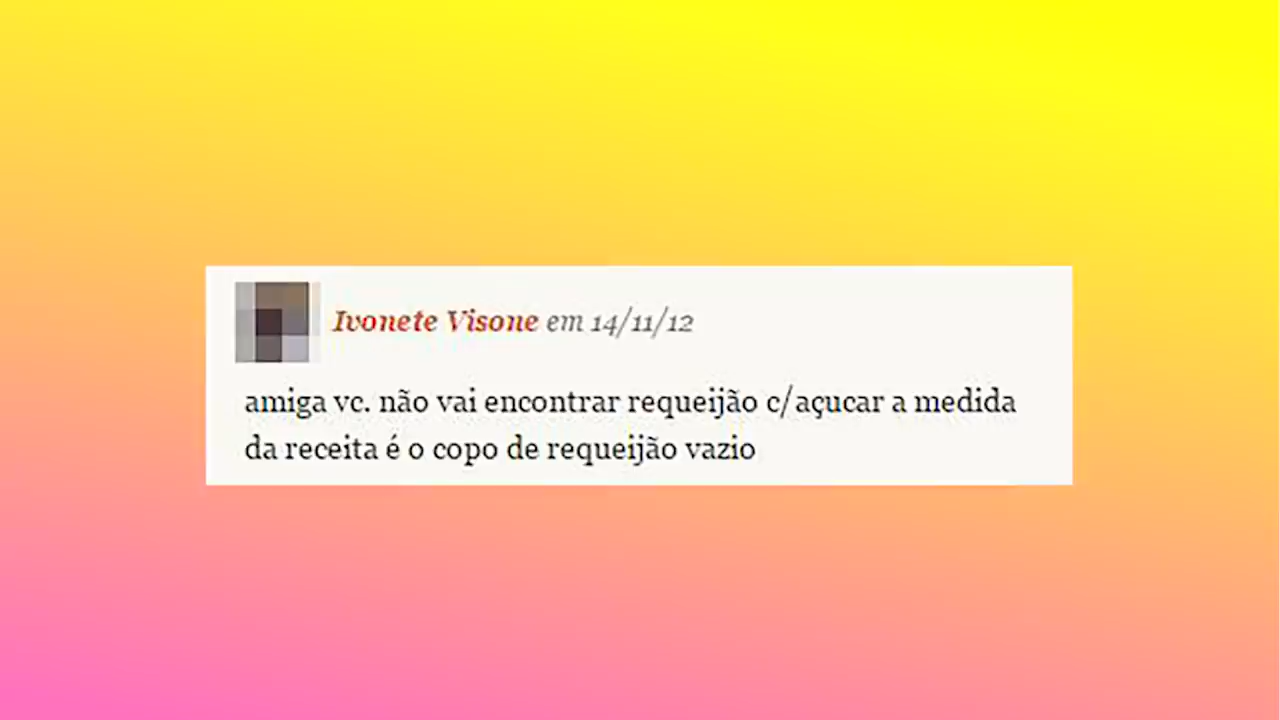 Ivonete Visone em 14/11/12
amiga vc. não vai encontrar requeijão c/açucar a medida
da receita é o copo de requeijão vazio